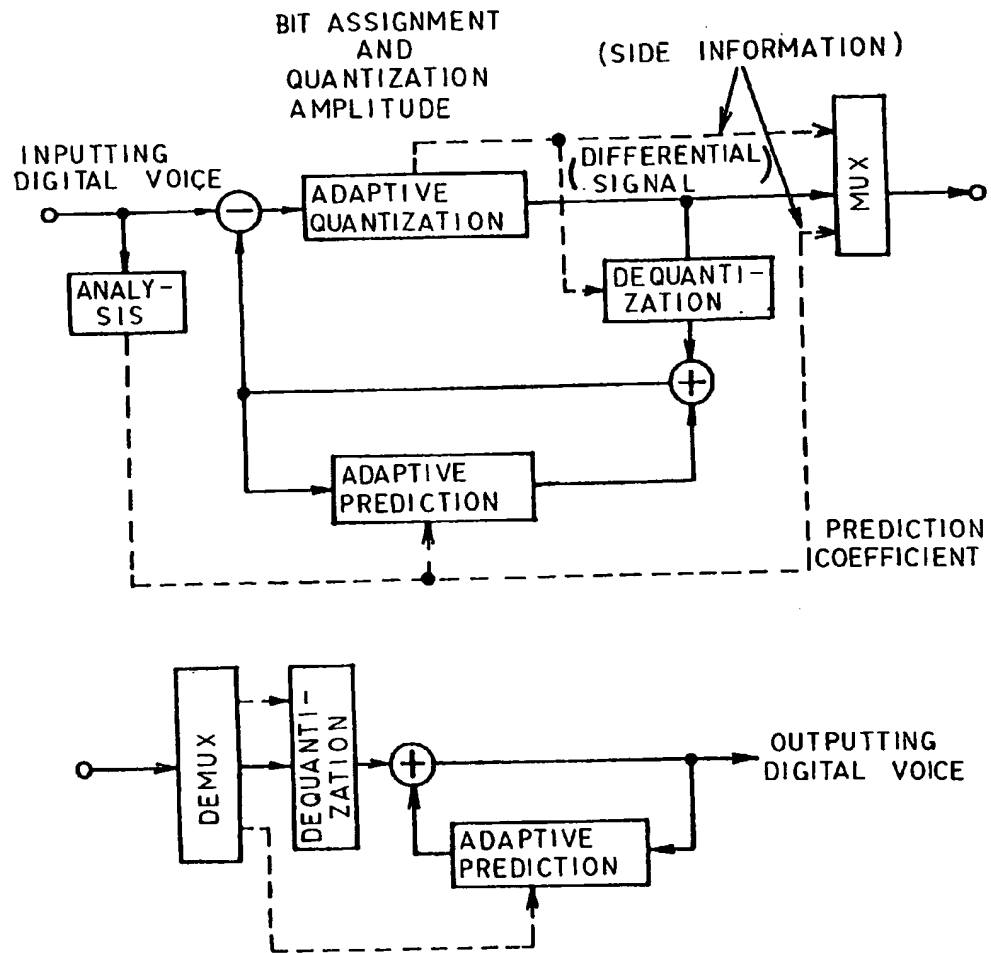 BIT ASSIGNMENT
AND
QUANTIZATION
AMPLITUDE
(SIDE INFORMATION)
INPUTTING
DIGITAL VOICE
ADAPTIVE
QUANTIZATION
(DIFFERENTIAL
SIGNAL)
MUX
ANALY-
SIS
DEQUANTI-
ZATION
ADAPTIVE
PREDICTION
PREDICTION
COEFFICIENT
DEMUX
DEQUANTI-
ZATION
OUTPUTTING
DIGITAL VOICE
ADAPTIVE
PREDICTION